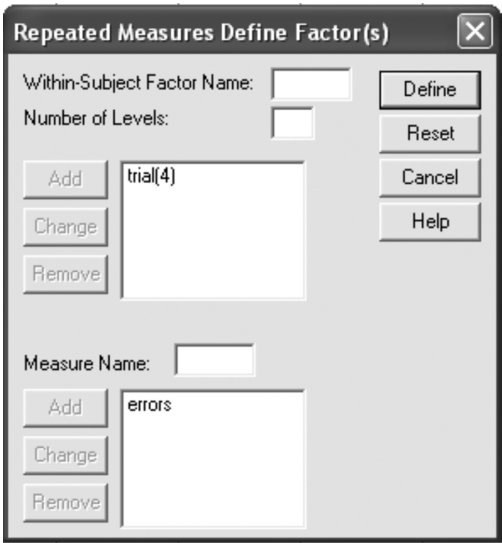 Repeated Measures Define Factor(s)
Within-Subject Factor Name:
Define
Number of Levels:
Reset
Add
trial(4)
Cancel
Change
Help
Remove
Measure Name:
Add
errors
Change
Remove